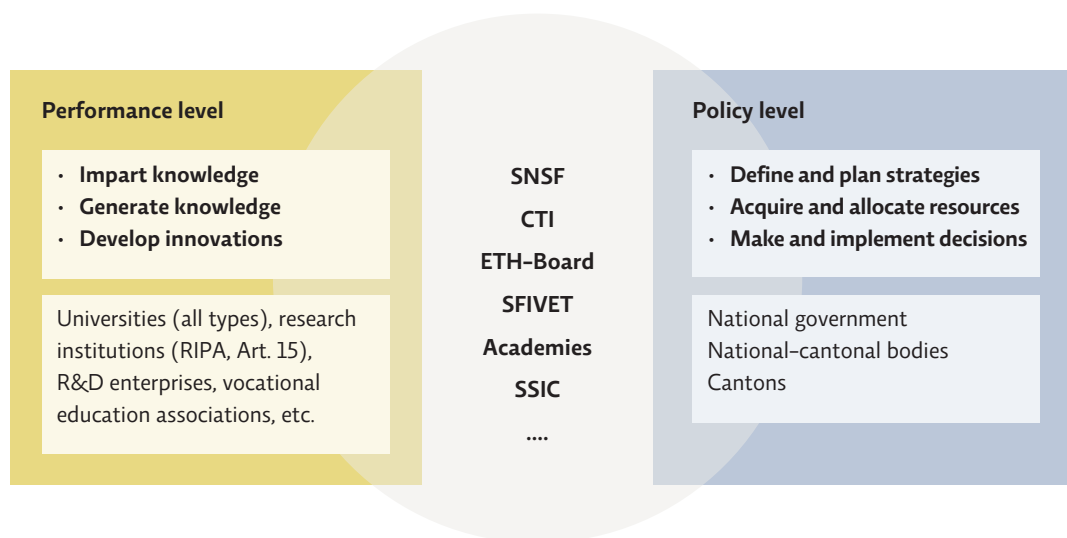 Performance level
· Impart knowledge
· Generate knowledge
· Develop innovations
Universities (all types), research
institutions (RIPA, Art. 15),
R&D enterprises, vocational
education associations, etc.
SNSF
CTI
ETH-Board
SFIVET
Academies
SSIC
....
Policy level
· Define and plan strategies
· Acquire and allocate resources
· Make and implement decisions
National government
National-cantonal bodies
Cantons